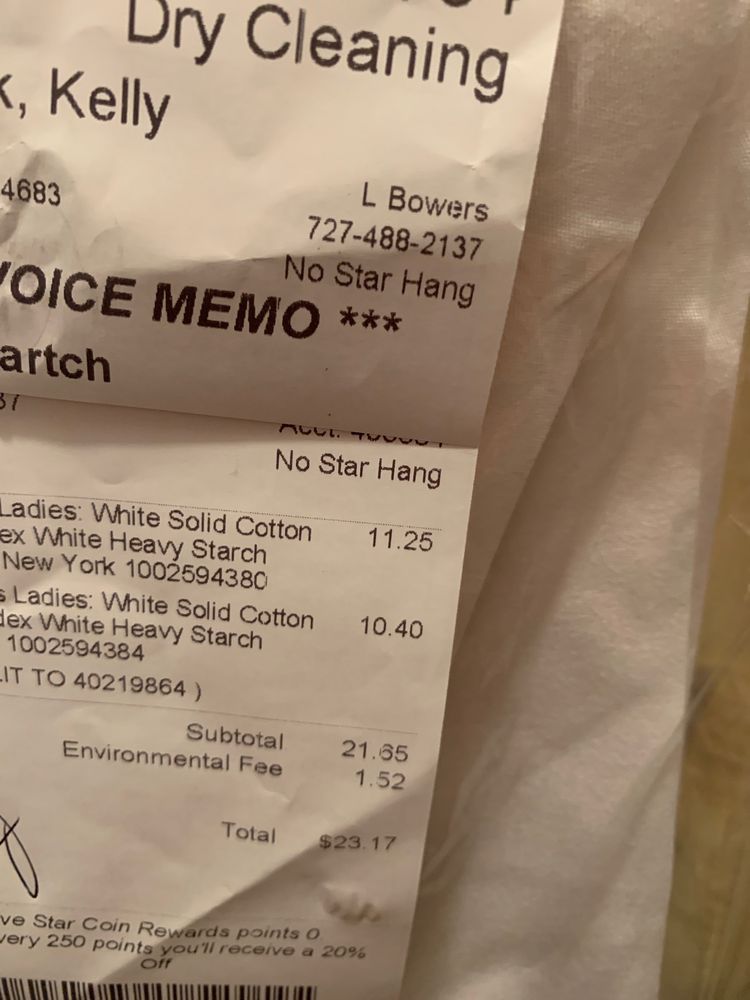 Dry Cleaning
k, Kelly
4683
L Bowers
727-488-2137
No Star Hang
VOICE MEMO ***
artch
37
Acct.
No Star Hang
Ladies: White Solid Cotton 11.25
ex White Heavy Starch
New York 1002594380
s Ladies: White Solid Cotton 10.40
dex White Heavy Starch
1002594384
LIT TO 40219864 )
Subtotal 21.65
Environmental Fee 1.52
Total $23.17
ve Star Coin Rewards points 0
very 250 points you'll receive a 20%
Off